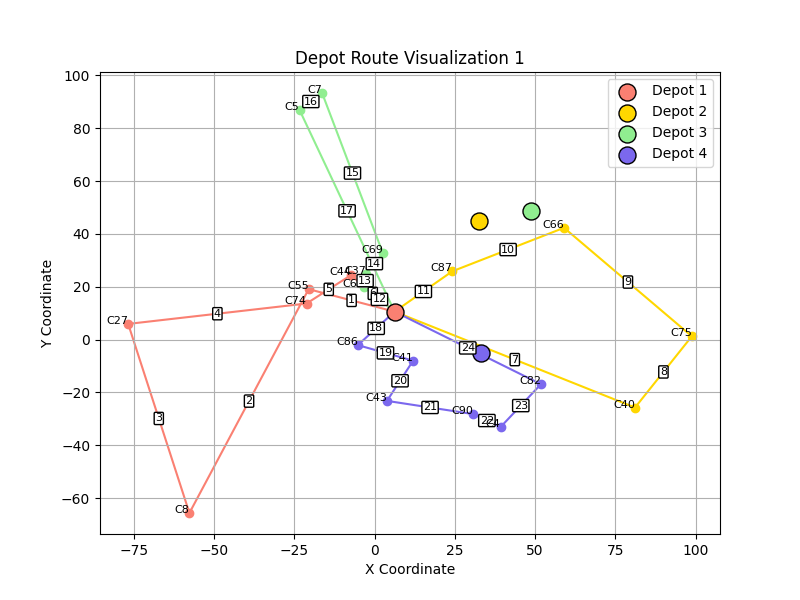 Depot Route Visualization 1
Depot 1
Depot 2
Depot 3
Depot 4
Y Coordinate
100
80
60
40
20
0
−20
−40
−60
−75
−50
−25
0
25
50
75
100
X Coordinate
C7
C5
16
15
17
C66
10
C69
14
C87
C44
C37
13
C55
5
11
9
12
C74
1
4
C27
18
C86
19
24
C41
7
C75
8
C82
2
20
C43
21
C90
22
23
C40
3
C8